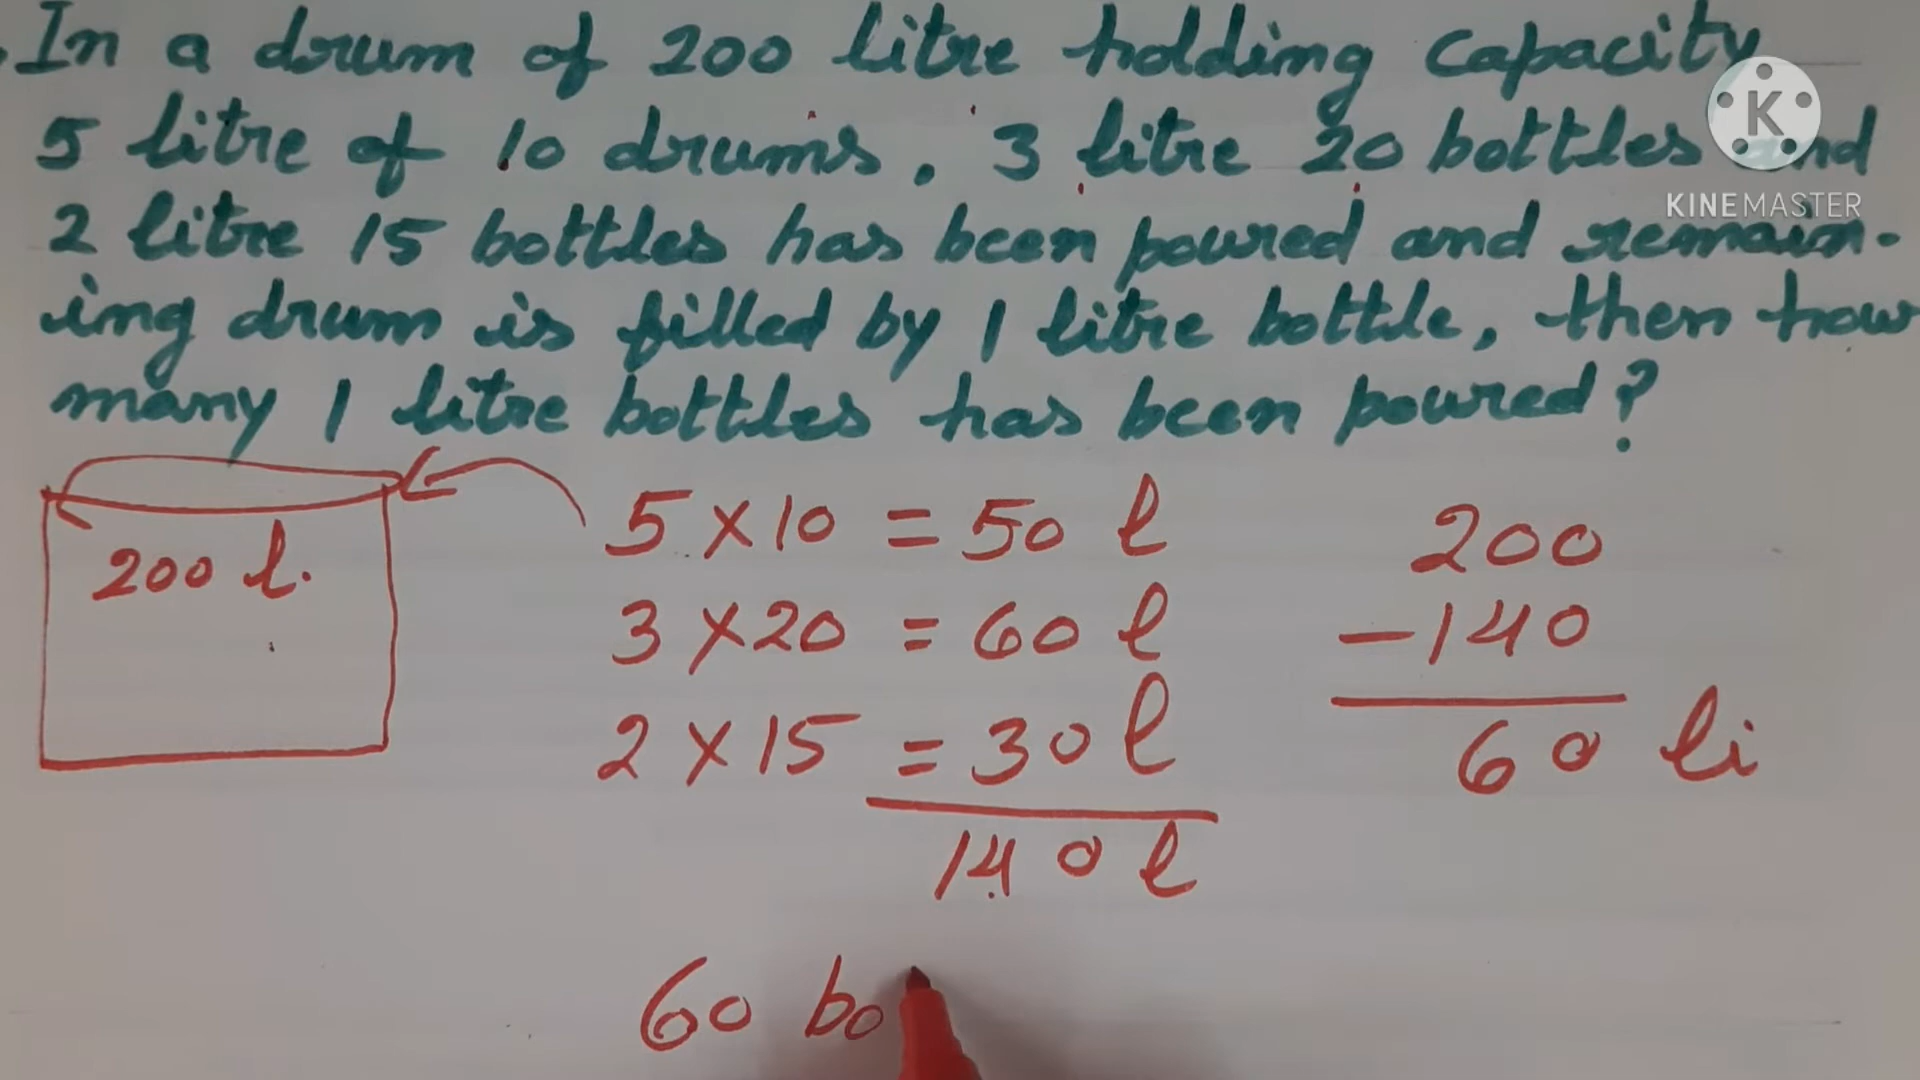 In a drum of 200 litre holding capacity
5 litre of 10 drums, 3 litre 20 bottles and
2 litre 15 bottles has been poured and remain-
ing drum is filled by 1 litre bottle, then how
many 1 litre bottles has been poured?
K
KINEMASTER
200 l.
5 × 10 = 50 l
3 × 20 = 60 l
2 × 15 = 30 l
140 l
200
- 140
60 li
60 bo